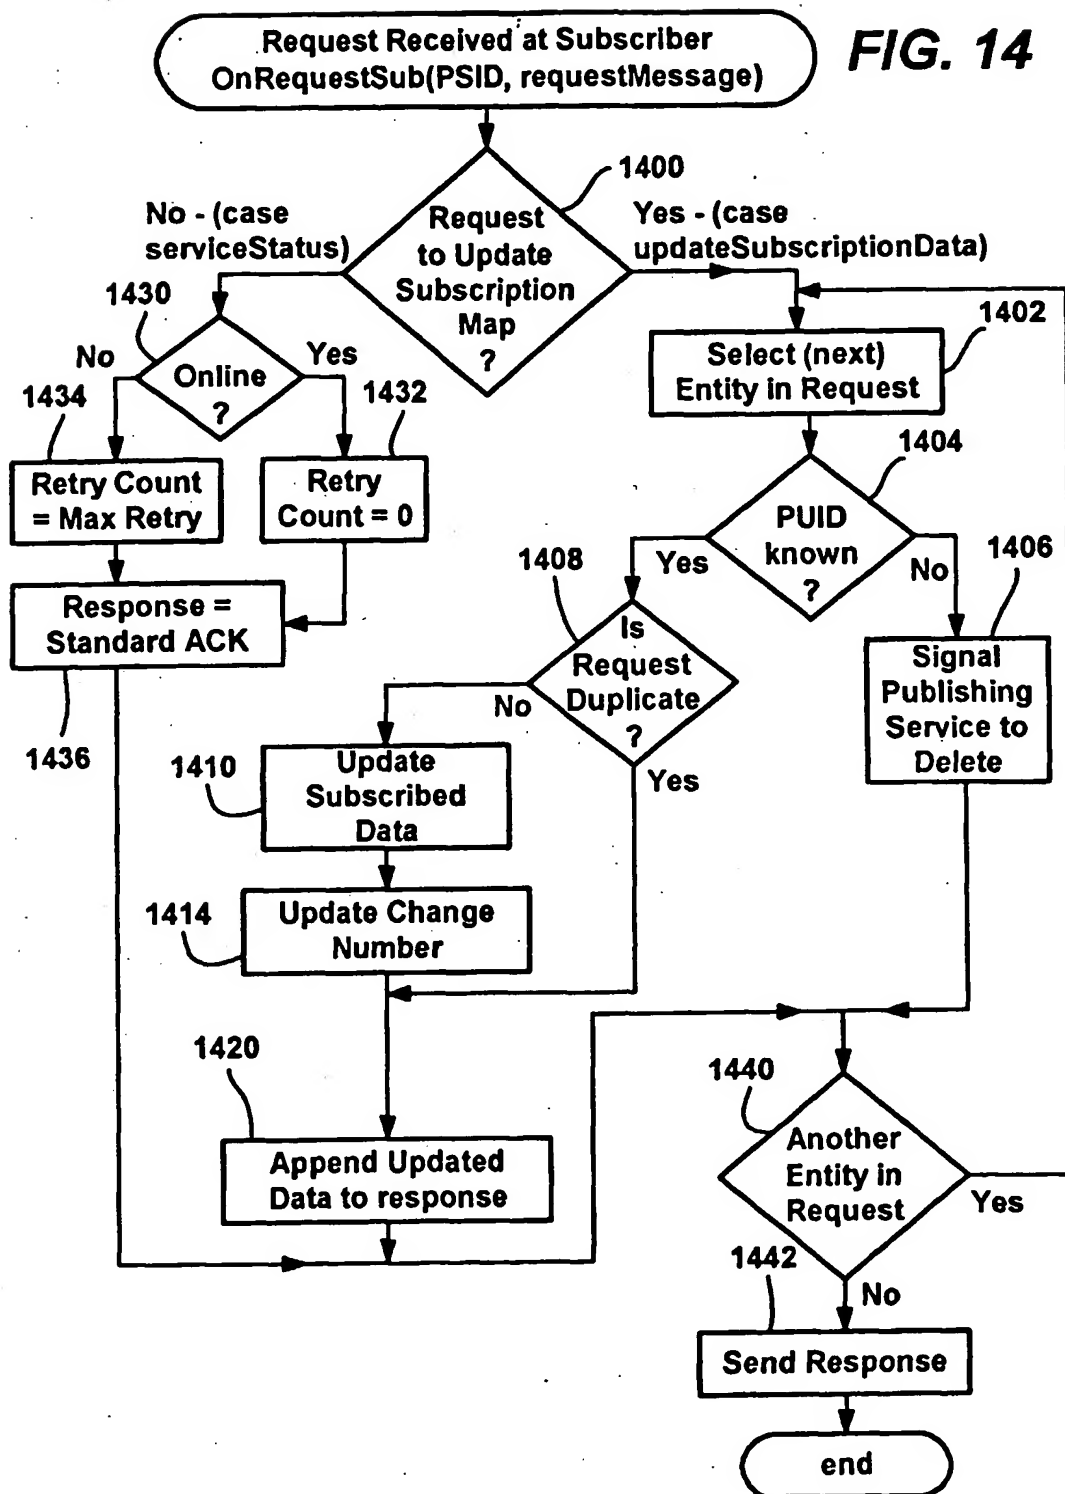 Request Received at Subscriber
OnRequestSub(PSID, requestMessage)
FIG. 14
1400
No - (case
serviceStatus)
Request
to Update
Subscription
Map
?
Yes - (case
updateSubscriptionData)
1430
No
Online
?
Yes
1402
Select (next)
Entity in Request
1434
1432
1404
Retry Count
= Max Retry
Retry
Count = 0
PUID
known
?
Yes
No
1408
1406
Response =
Standard ACK
Is
Request
Duplicate
?
No
Yes
Signal
Publishing
Service to
Delete
1436
1410
Update
Subscribed
Data
1414
Update Change
Number
1420
1440
Append Updated
Data to response
Another
Entity in
Request
Yes
1442
No
Send Response
end